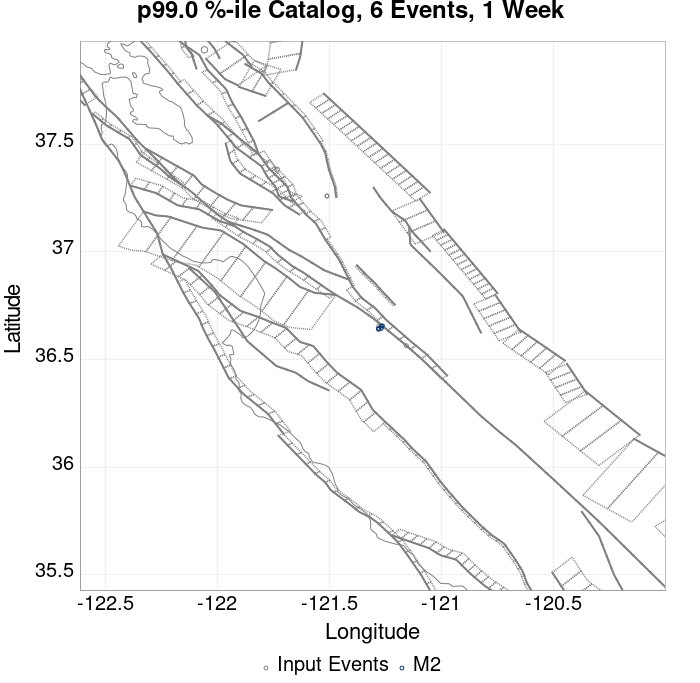 p99.0 %-ile Catalog, 6 Events, 1 Week
37.5
37
36.5
36
35.5
Latitude
-122.5 -122 -121.5 -121 -120.5
Longitude
Input Events M2